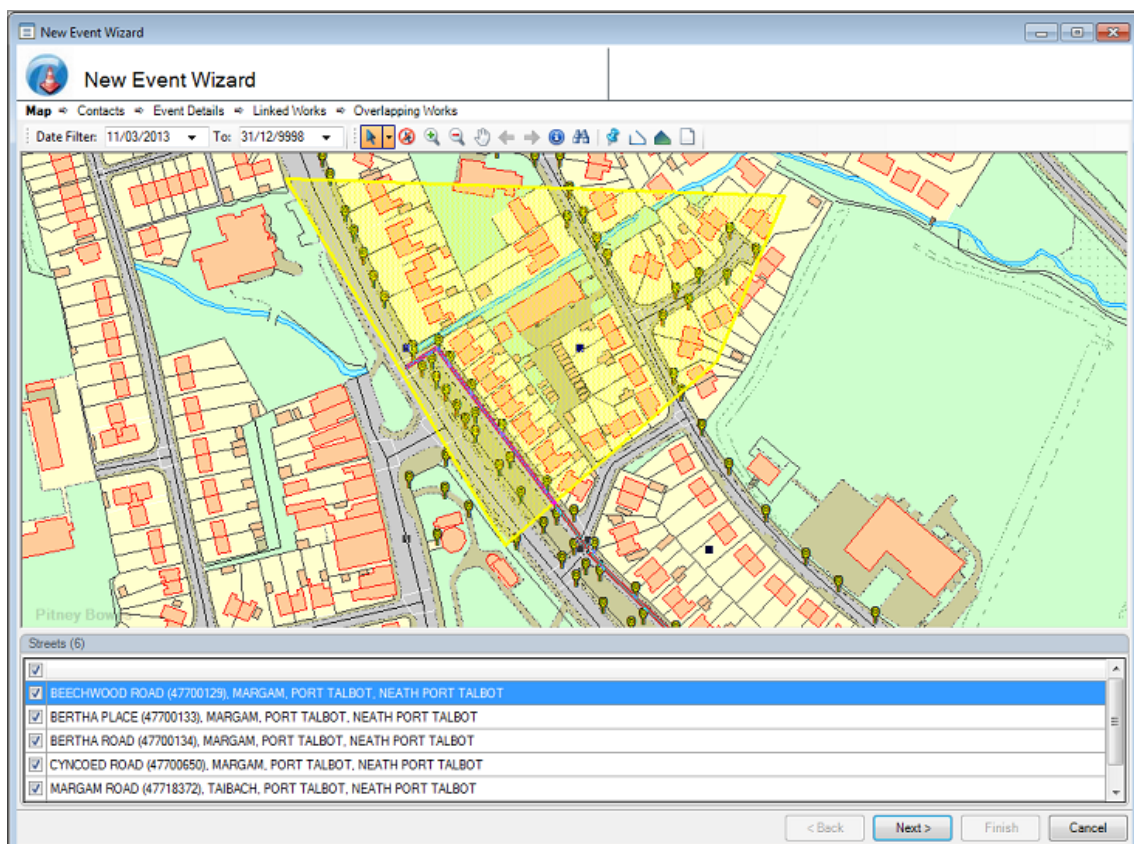 New Event Wizard
New Event Wizard
Map ⇨ Contacts ⇨ Event Details ⇨ Linked Works ⇨ Overlapping Works
Date Filter: 11/03/2013 To: 31/12/9998
Pitney Bow
Streets (6)
BEECHWOOD ROAD (47700129), MARGAM, PORT TALBOT, NEATH PORT TALBOT
BERTHA PLACE (47700133), MARGAM, PORT TALBOT, NEATH PORT TALBOT
BERTHA ROAD (47700134), MARGAM, PORT TALBOT, NEATH PORT TALBOT
CYNCOED ROAD (47700650), MARGAM, PORT TALBOT, NEATH PORT TALBOT
MARGAM ROAD (47718372), TAIBACH, PORT TALBOT, NEATH PORT TALBOT
< Back Next > Finish Cancel